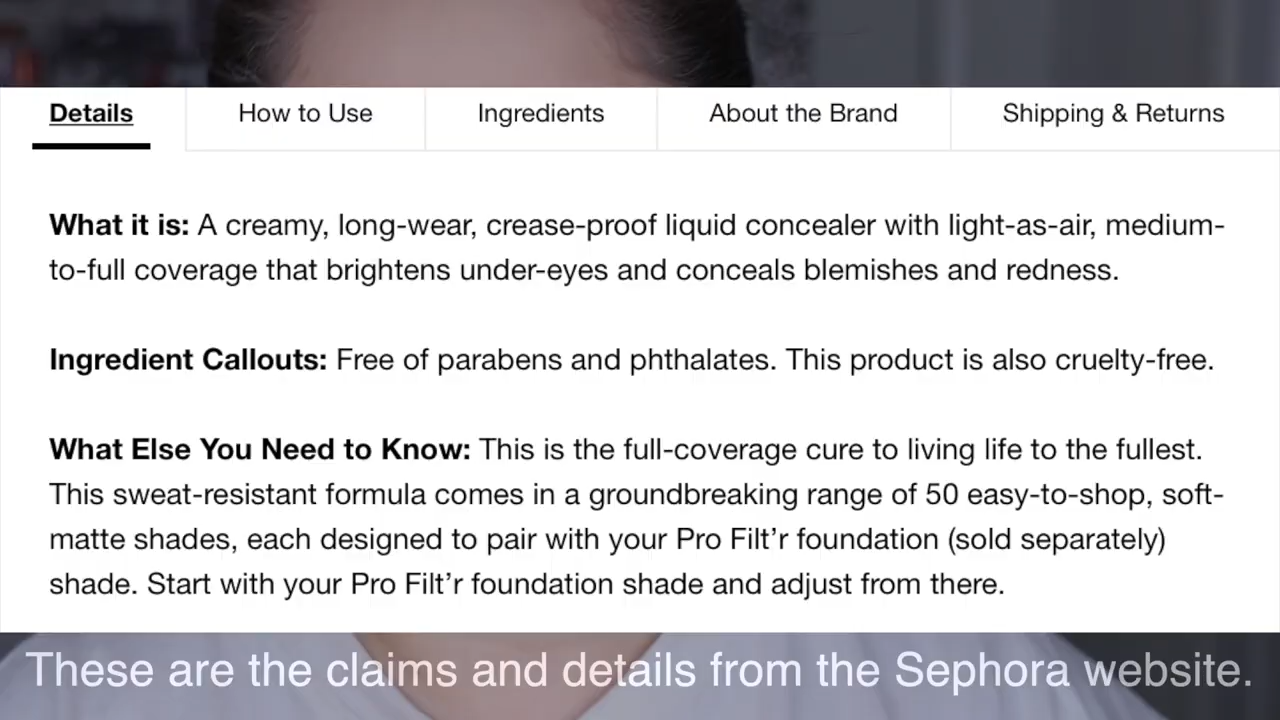 Details How to Use Ingredients About the Brand Shipping & Returns
What it is: A creamy, long-wear, crease-proof liquid concealer with light-as-air, medium-
to-full coverage that brightens under-eyes and conceals blemishes and redness.
Ingredient Callouts: Free of parabens and phthalates. This product is also cruelty-free.
What Else You Need to Know: This is the full-coverage cure to living life to the fullest.
This sweat-resistant formula comes in a groundbreaking range of 50 easy-to-shop, soft-
matte shades, each designed to pair with your Pro Filt’r foundation (sold separately)
shade. Start with your Pro Filt’r foundation shade and adjust from there.
These are the claims and details from the Sephora website.